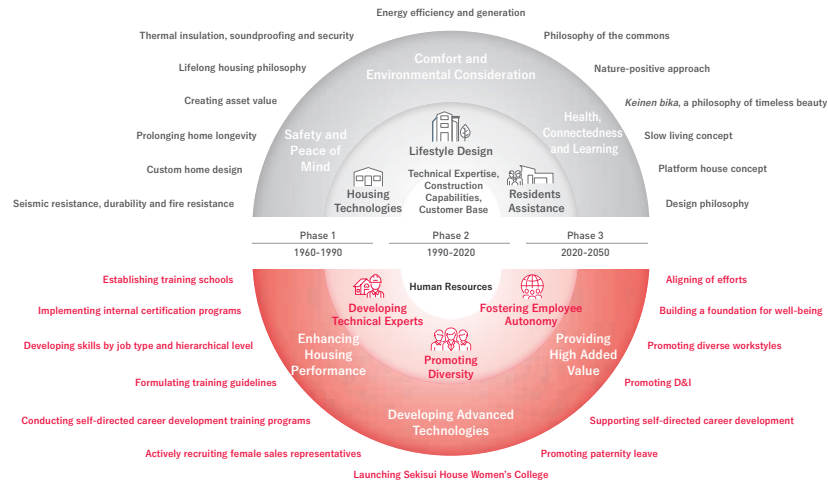 Energy efficiency and generation
Thermal insulation, soundproofing and security
Philosophy of the commons
Lifelong housing philosophy
Nature-positive approach
Creating asset value
Keinen bika, a philosophy of timeless beauty
Prolonging home longevity
Slow living concept
Custom home design
Platform house concept
Seismic resistance, durability and fire resistance
Design philosophy
Comfort and
Environmental Consideration
Safety and
Peace of
Mind
Health,
Connectedness
and Learning
Lifestyle Design
Housing
Technologies
Technical Expertise,
Construction
Capabilities,
Customer Base
Residents
Assistance
Phase 1
Phase 2
Phase 3
1960-1990
1990-2020
2020-2050
Human Resources
Developing
Technical Experts
Promoting
Diversity
Fostering Employee
Autonomy
Enhancing
Housing
Performance
Developing Advanced
Technologies
Providing
High Added
Value
Establishing training schools
Aligning of efforts
Implementing internal certification programs
Building a foundation for well-being
Developing skills by job type and hierarchical level
Promoting diverse workstyles
Formulating training guidelines
Promoting D&I
Conducting self-directed career development training programs
Supporting self-directed career development
Actively recruiting female sales representatives
Promoting paternity leave
Launching Sekisui House Women's College